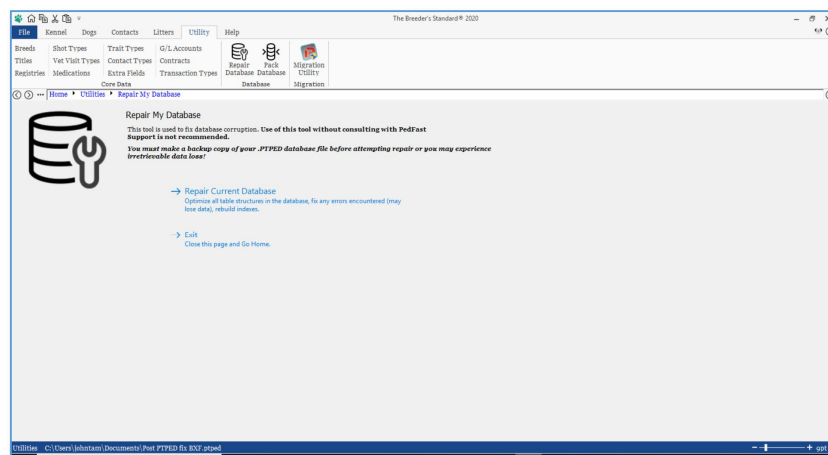 The Breeder's Standard® 2020
File Kennel Dogs Contacts Litters Utility Help
Breeds Shot Types Trait Types G/L Accounts
Titles Vet Visit Types Contact Types Contracts
Registries Medications Extra Fields Transaction Types
Repair Database
Pack Database
Migration Utility
Core Data Database Migration
Home Utilities Repair My Database
Repair My Database
This tool is used to fix database corruption. Use of this tool without consulting with PedFast
Support is not recommended.
You must make a backup copy of your .PTPED database file before attempting repair or you may experience
irretrievable data loss!
Repair Current Database
Optimize all table structures in the database, fix any errors encountered (may
lose data), rebuild indexes.
Exit
Close this page and Go Home.
Utilities C:\Users\johntam\Documents\Post PTPED fix BXF.ptped
gpt